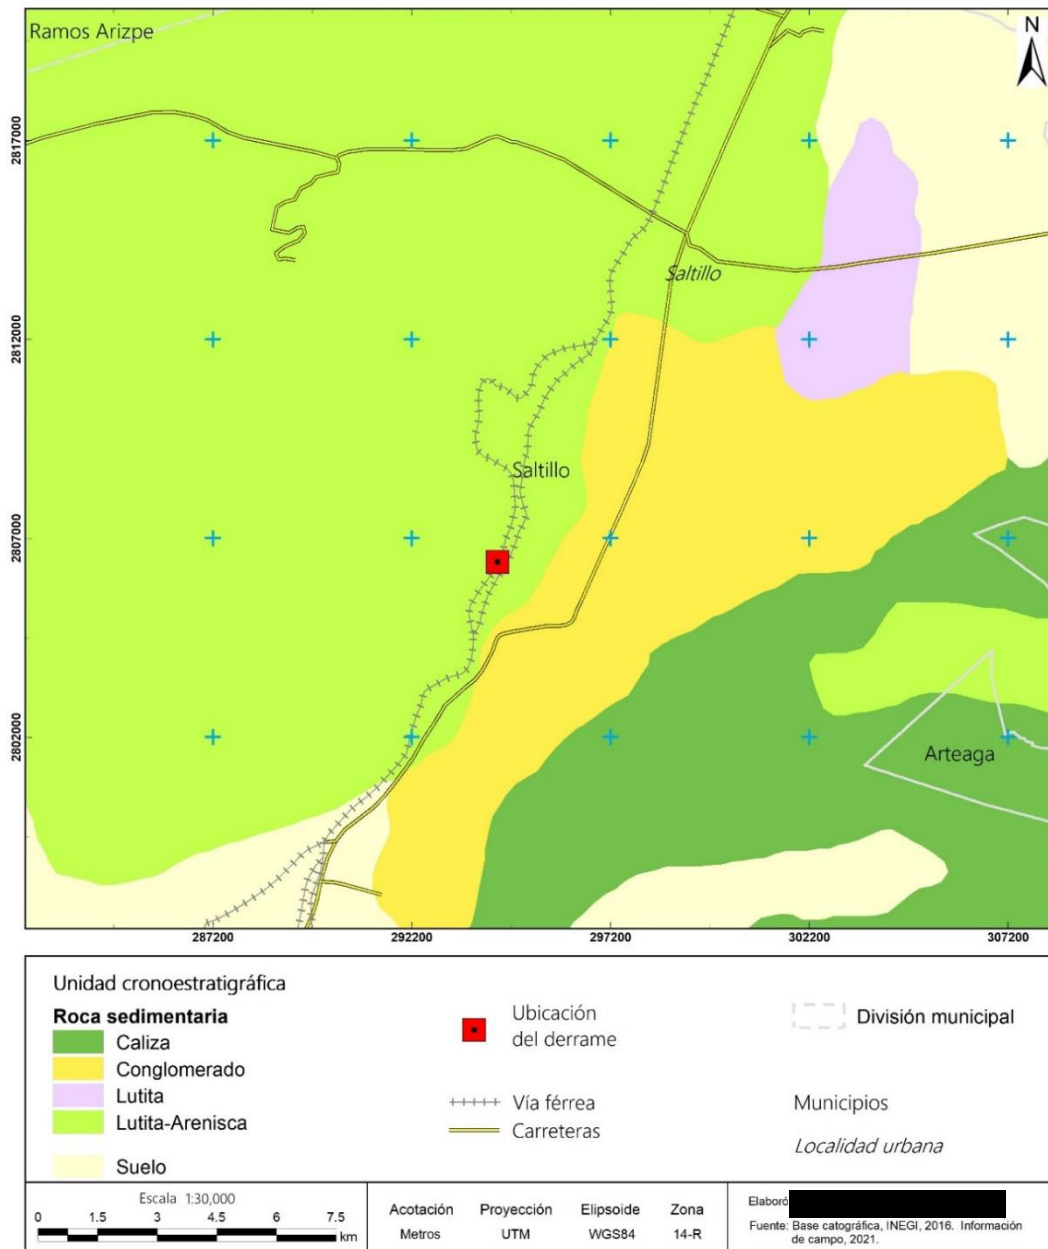 Ramos Arizpe
N
2817000
Saltillo
2812000
Saltillo
2807000
2802000
Arteaga
287200
292200
297200
302200
307200
Unidad cronoestratigráfica
Roca sedimentaria
Caliza
Conglomerado
Lutita
Lutita-Arenisca
Suelo
Ubicación
del derrame
Vía férrea
Carreteras
División municipal
Municipios
Localidad urbana
Escala 1:30,000
0 1.5 3 4.5 6 7.5
km
Acotación Proyección Elipsoide Zona
Metros UTM WGS84 14-R
Elaboró
Fuente: Base catográfica, INEGI, 2016. Información
de campo, 2021.